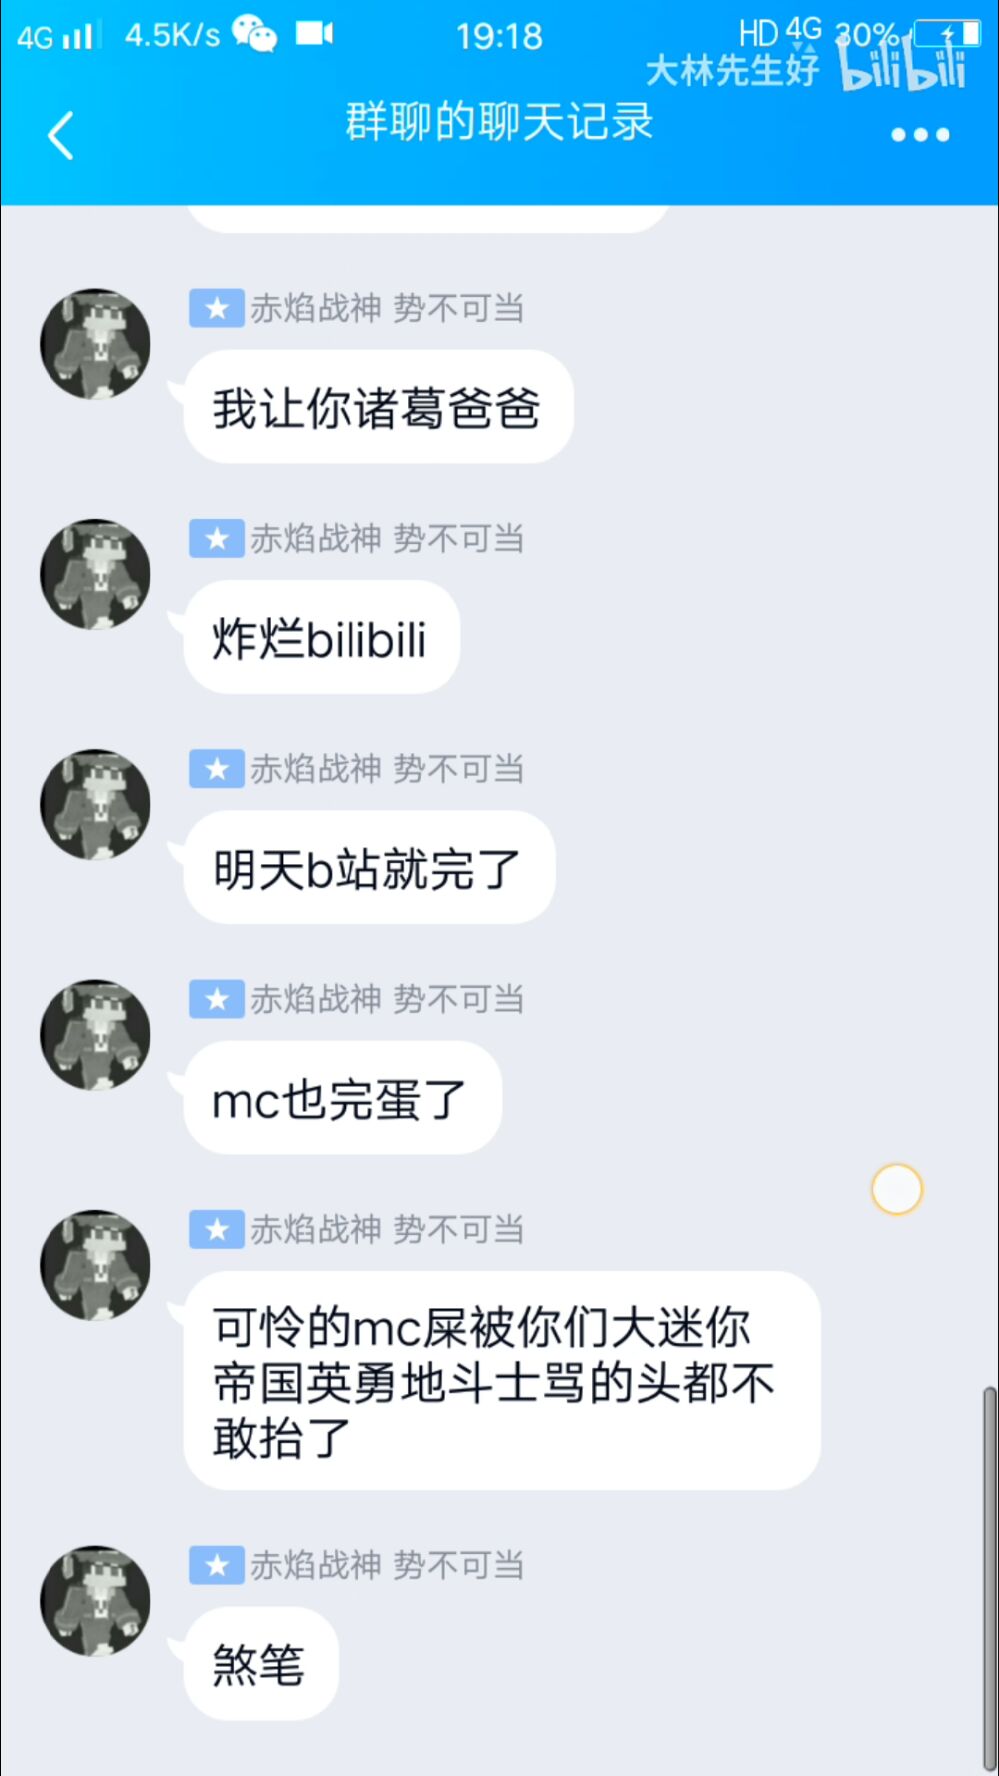 4G 4.5K/s 19:18 HD 4G 30%
大林先生好 bilibili
群聊的聊天记录
赤焰战神 势不可当
我让你诸葛爸爸
赤焰战神 势不可当
炸烂bilibili
赤焰战神 势不可当
明天b站就完了
赤焰战神 势不可当
mc也完蛋了
赤焰战神 势不可当
可怜的mc屎被你们大迷你
帝国英勇地斗士骂的头都不
敢抬了
赤焰战神 势不可当
煞笔